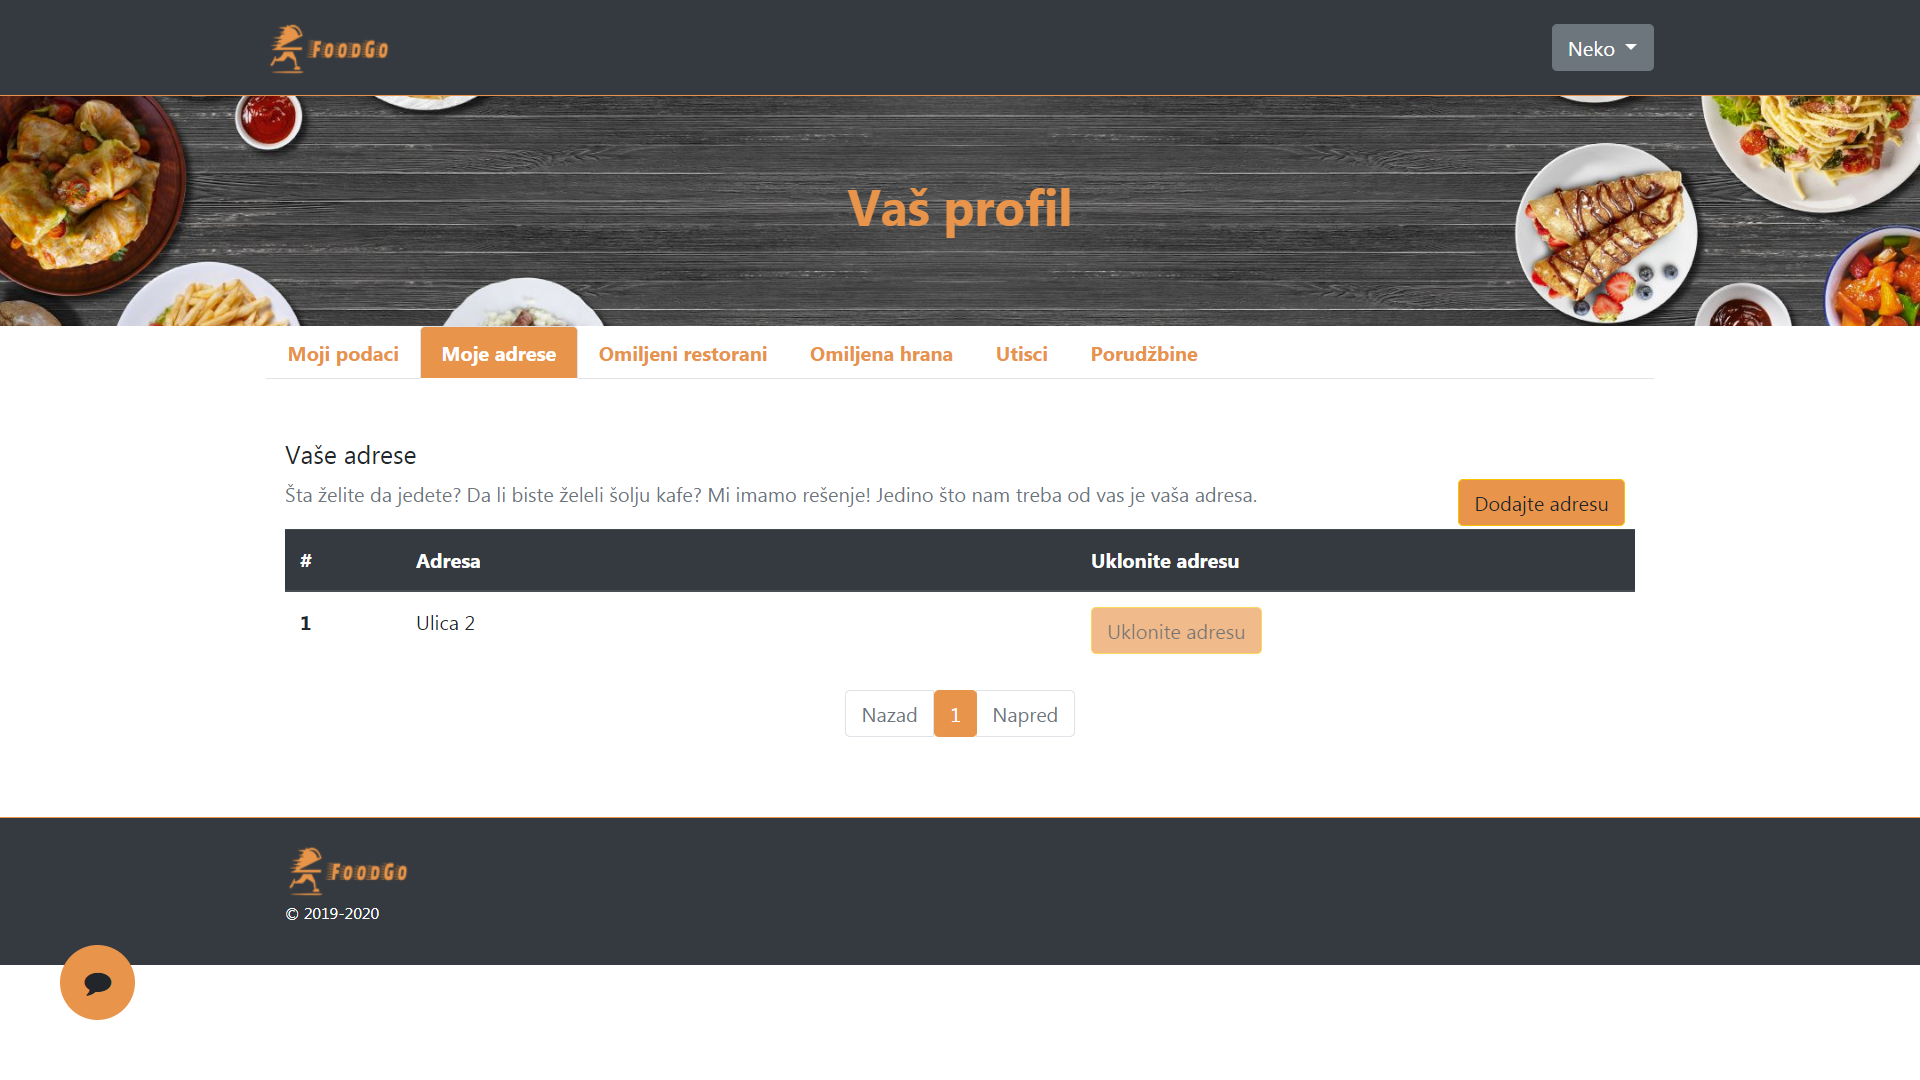 FoodGo
Neko
Vaš profil
Moji podaci Moje adrese Omiljeni restorani Omiljena hrana Utisci Porudžbine
Vaše adrese
Šta želite da jedete? Da li biste želeli šolju kafe? Mi imamo rešenje! Jedino što nam treba od vas je vaša adresa.
Dodajte adresu
# Adresa Uklonite adresu
1 Ulica 2 Uklonite adresu
Nazad 1 Napred
FoodGo
© 2019-2020